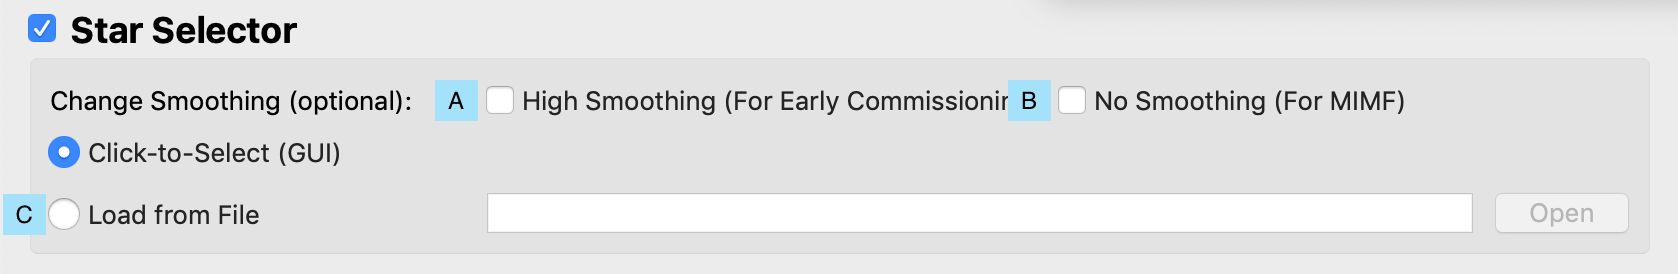 Star Selector
Change Smoothing (optional): A High Smoothing (For Early Commissionin B No Smoothing (For MIMF)
Click-to-Select (GUI)
C Load from File Open